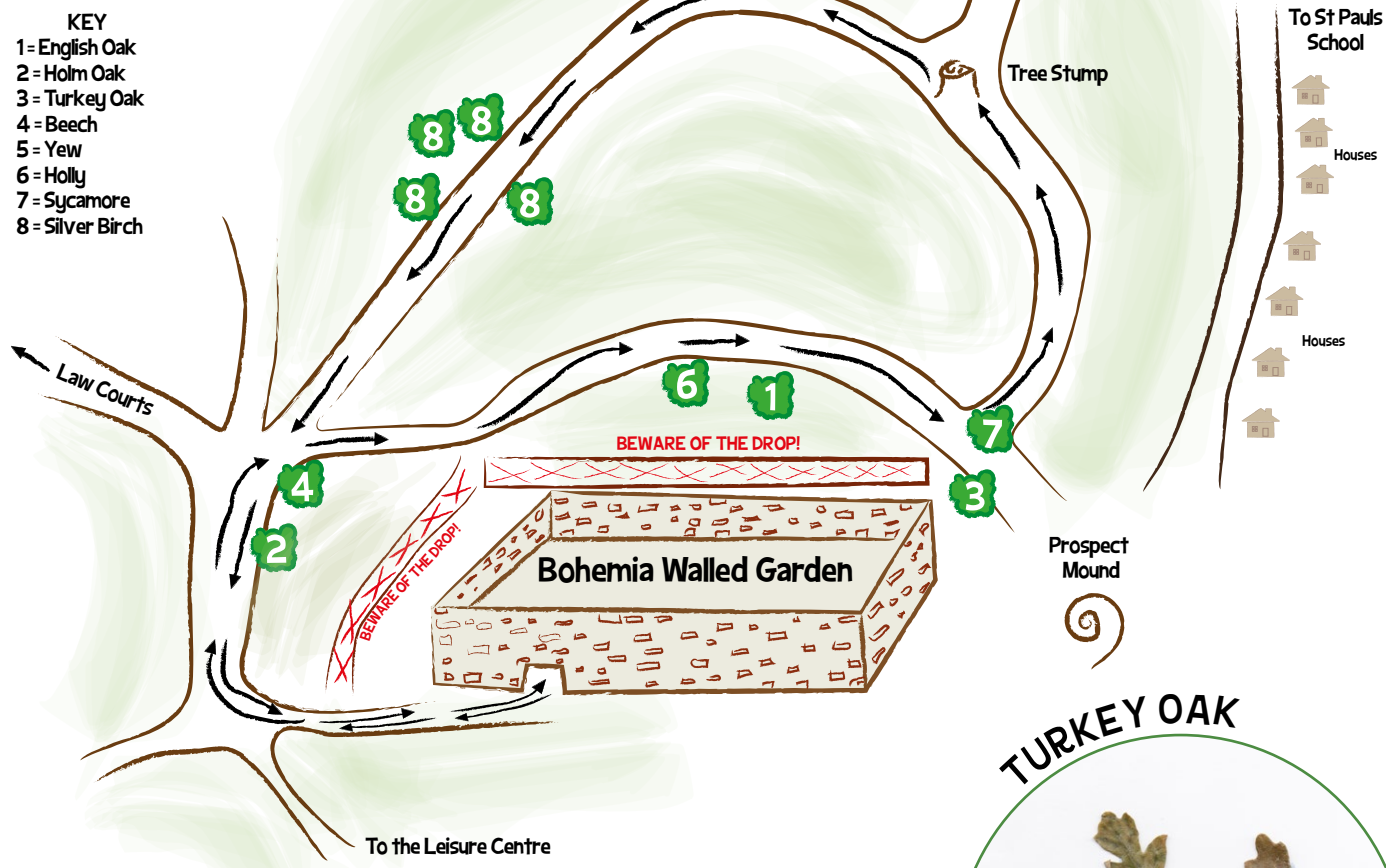 KEY
1 = English Oak
2 = Holm Oak
3 = Turkey Oak
4 = Beech
5 = Yew
6 = Holly
7 = Sycamore
8 = Silver Birch
To St Pauls
School
Tree Stump
Houses
8
8
8
8
Houses
Law Courts
6
1
7
BEWARE OF THE DROP!
4
3
2
BEWARE OF THE DROP!
Bohemia Walled Garden
Prospect
Mound
TURKEY OAK
To the Leisure Centre